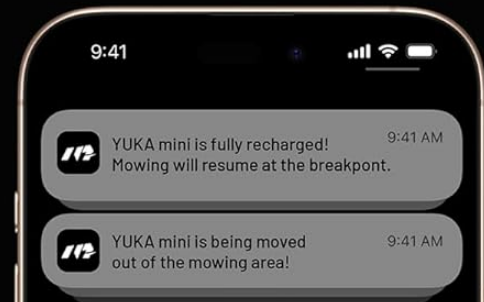 9:41
YUKA mini is fully recharged! 9:41 AM
Mowing will resume at the breakpont.
YUKA mini is being moved 9:41 AM
out of the mowing area!